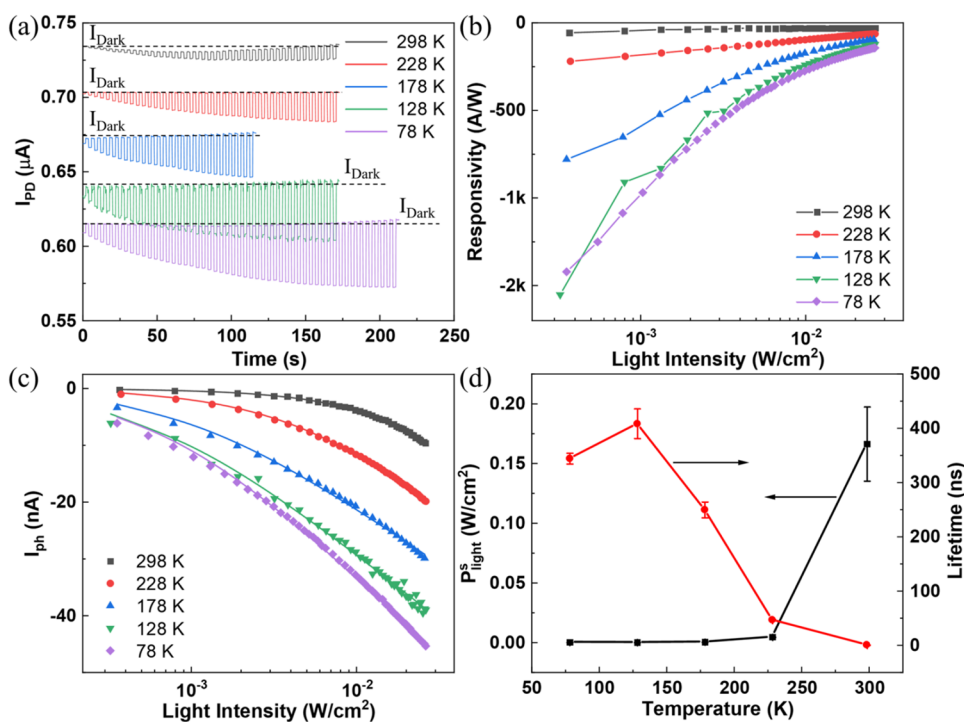 (a)
I_Dark
I_Dark
I_Dark
I_Dark
I_Dark
298 K
228 K
178 K
128 K
78 K
0.75
0.70
0.65
0.60
0.55
I_PD (μA)
0 50 100 150 200 250
Time (s)
(b)
0
-500
-1k
-2k
Responsivity (A/W)
298 K
228 K
178 K
128 K
78 K
10⁻³ 10⁻²
Light Intensity (W/cm²)
(c)
0
-20
-40
I_ph (nA)
298 K
228 K
178 K
128 K
78 K
10⁻³ 10⁻²
Light Intensity (W/cm²)
(d)
0.20
0.15
0.10
0.05
0.00
P^s_light (W/cm²)
500
400
300
200
100
0
Lifetime (ns)
50 100 150 200 250 300
Temperature (K)